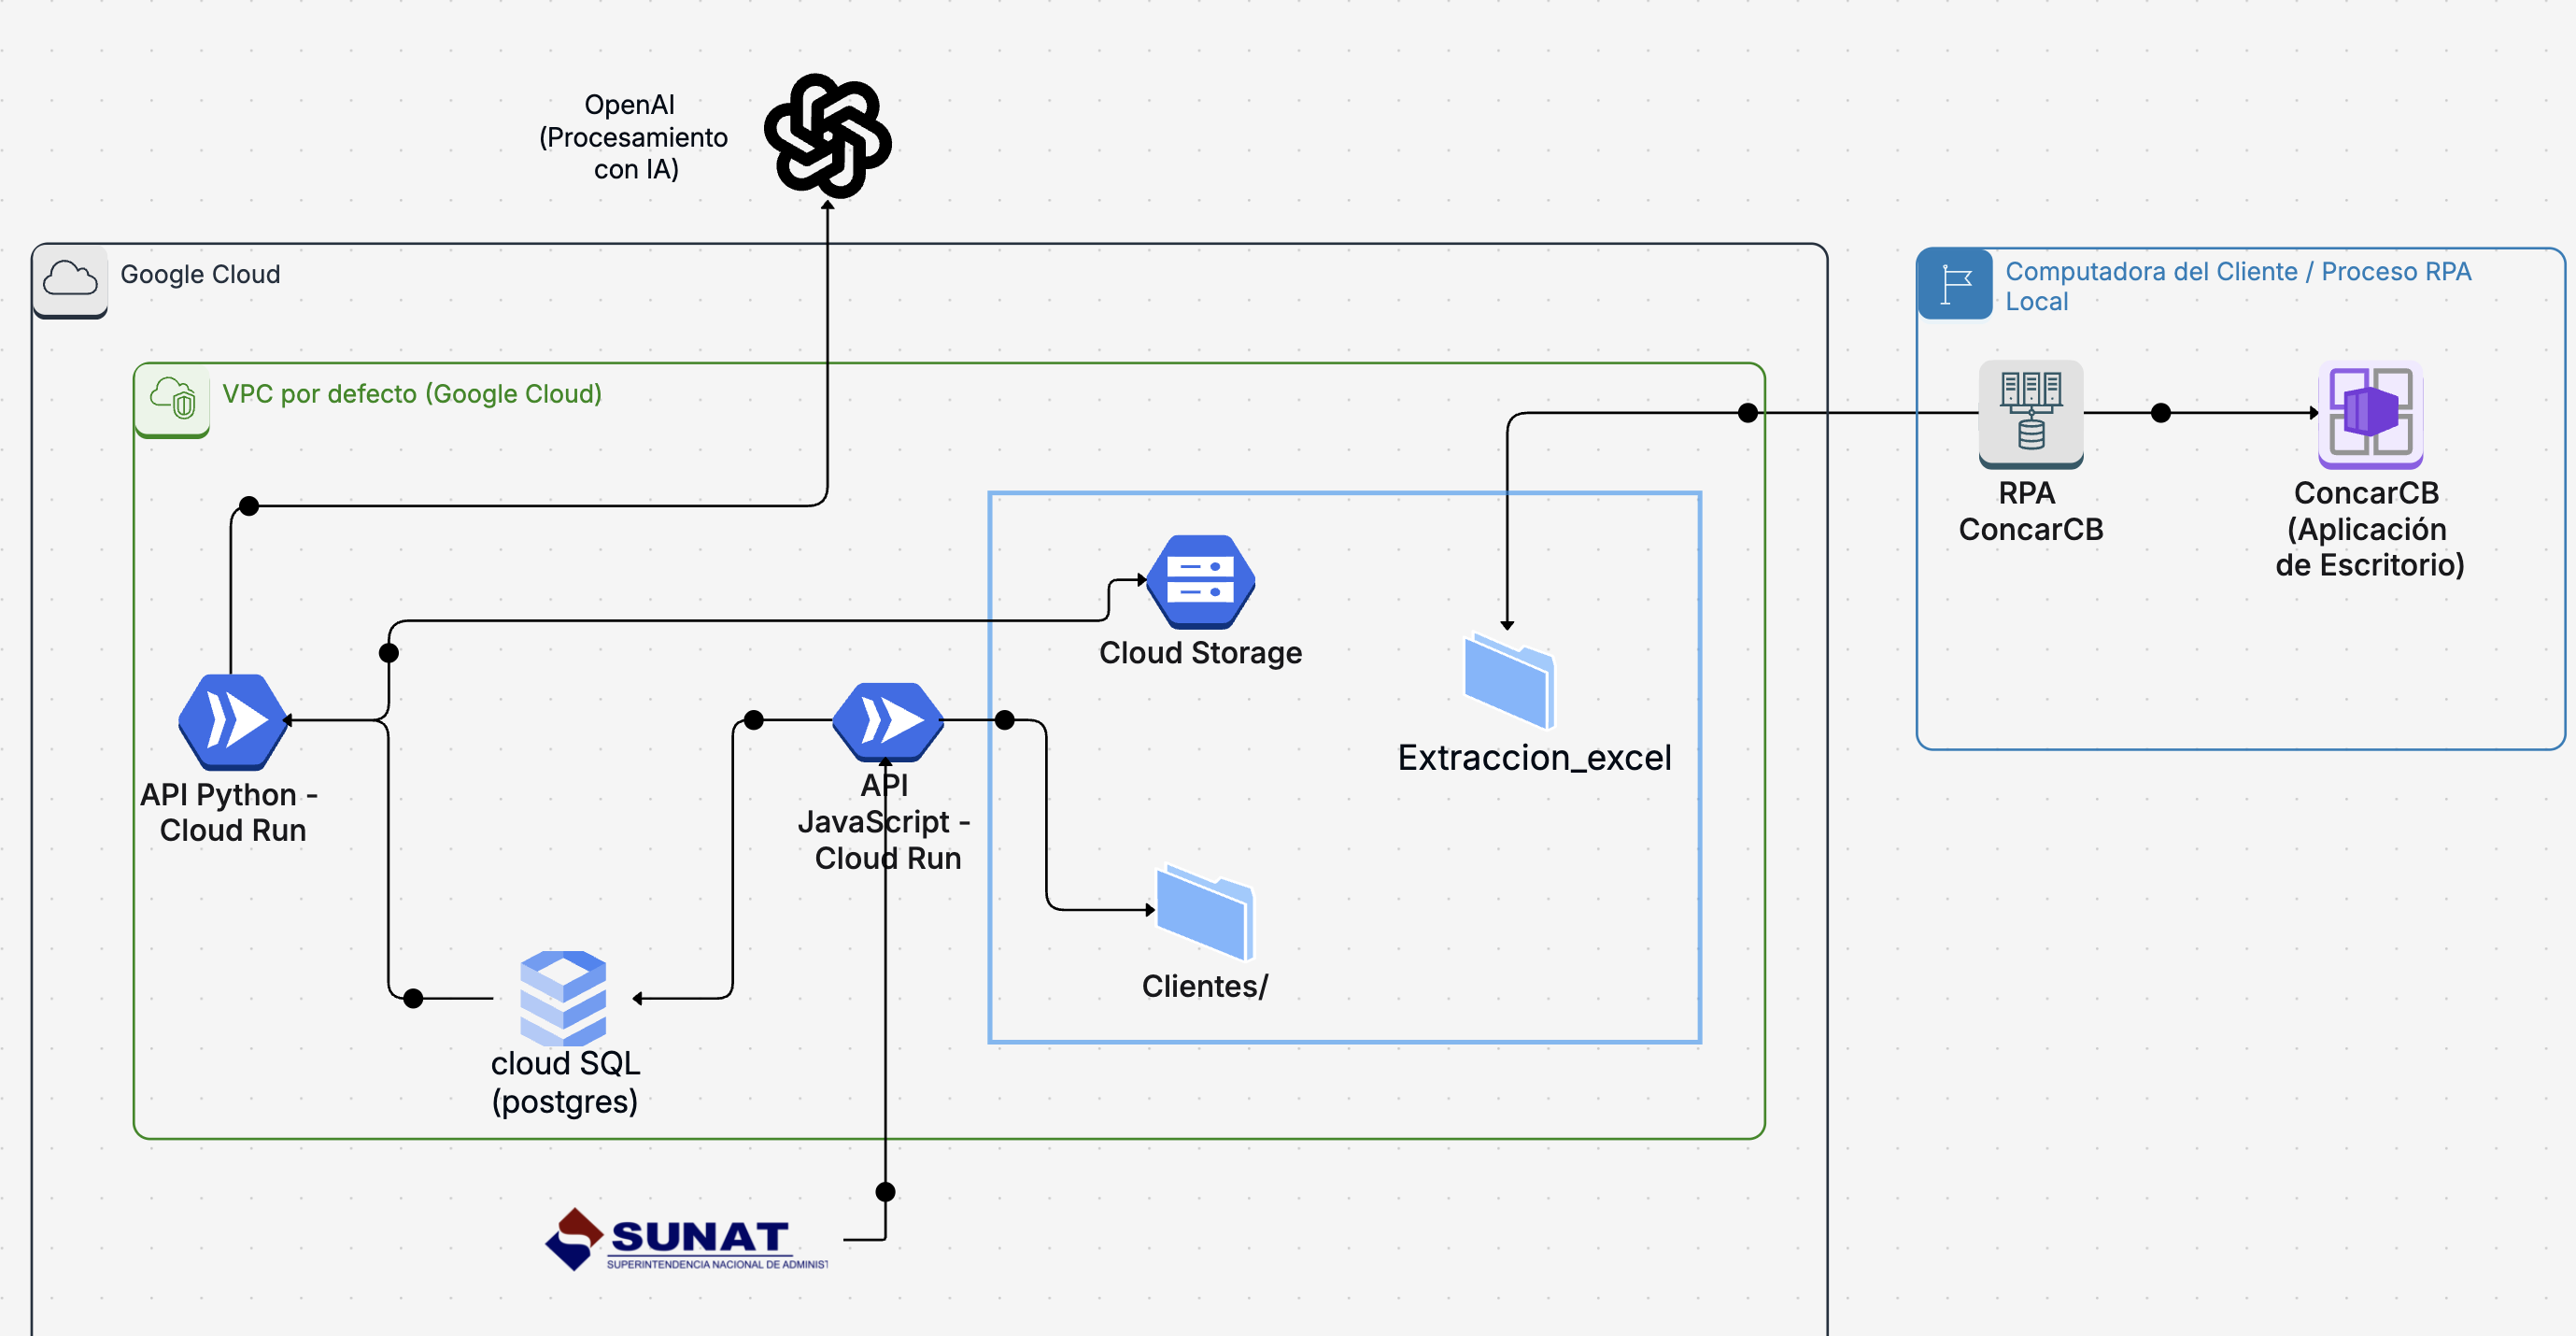 OpenAI
(Procesamiento
con IA)
Google Cloud
Computadora del Cliente / Proceso RPA
Local
VPC por defecto (Google Cloud)
RPA
ConcarCB
ConcarCB
(Aplicación
de Escritorio)
Cloud Storage
Extraccion_excel
API Python -
Cloud Run
API
JavaScript -
Cloud Run
Clientes/
cloud SQL
(postgres)
SUNAT
SUPERINTENDENCIA NACIONAL DE ADMINIST